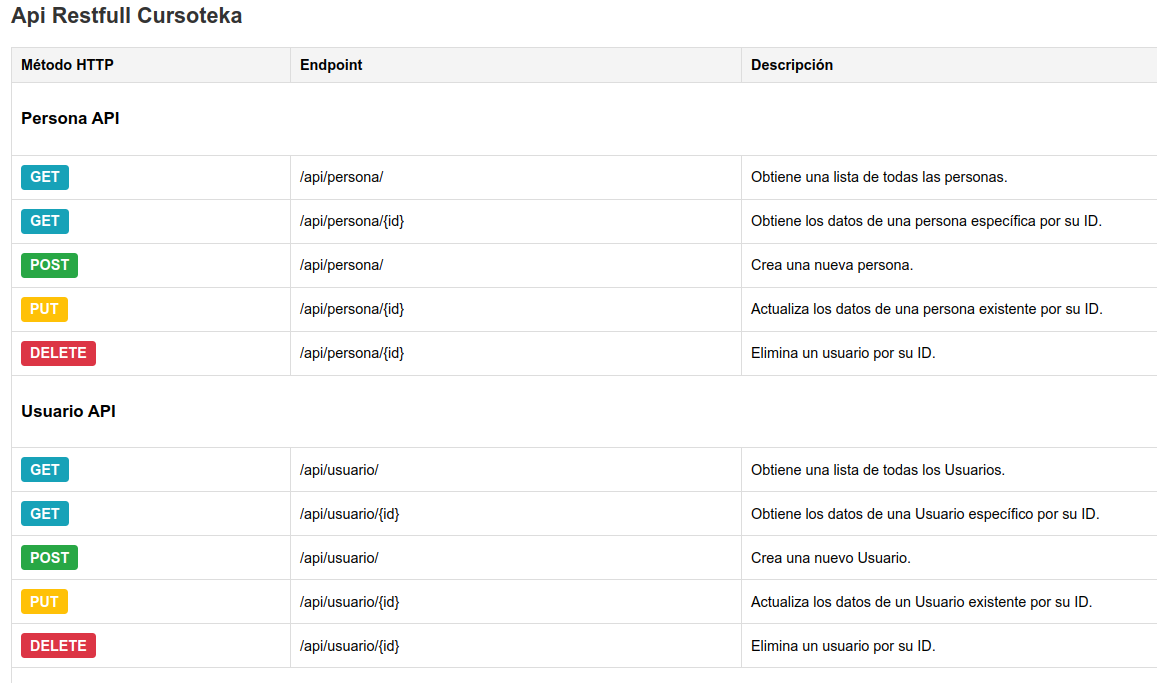 Api Restfull Cursoteka
Método HTTP Endpoint Descripción
Persona API
GET /api/persona/ Obtiene una lista de todas las personas.
GET /api/persona/{id} Obtiene los datos de una persona específica por su ID.
POST /api/persona/ Crea una nueva persona.
PUT /api/persona/{id} Actualiza los datos de una persona existente por su ID.
DELETE /api/persona/{id} Elimina un usuario por su ID.
Usuario API
GET /api/usuario/ Obtiene una lista de todas los Usuarios.
GET /api/usuario/{id} Obtiene los datos de una Usuario específico por su ID.
POST /api/usuario/ Crea una nuevo Usuario.
PUT /api/usuario/{id} Actualiza los datos de un Usuario existente por su ID.
DELETE /api/usuario/{id} Elimina un usuario por su ID.